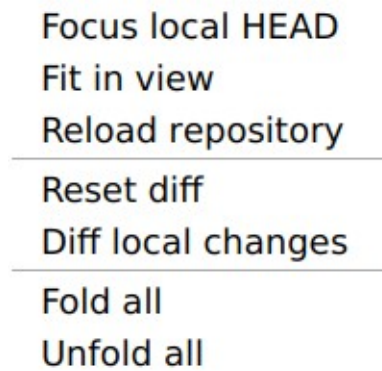 Focus local HEAD
Fit in view
Reload repository
Reset diff
Diff local changes
Fold all
Unfold all